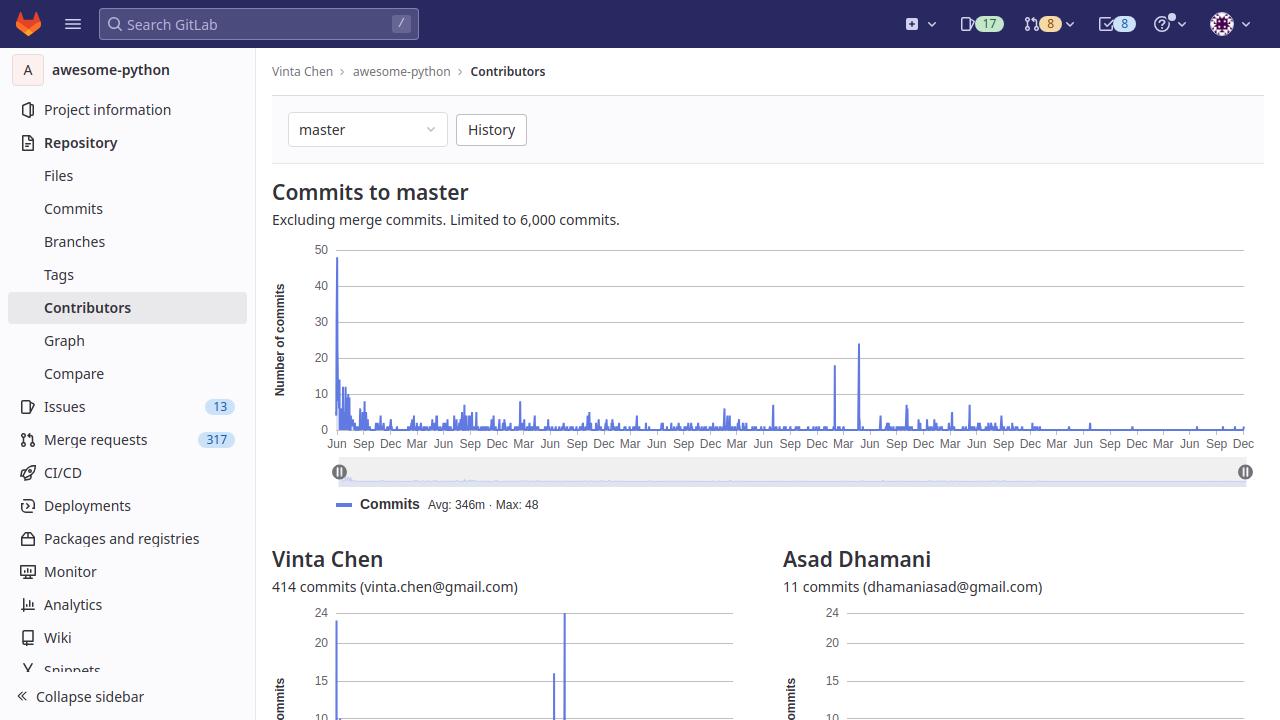 Search GitLab
/
17
8
8
A
awesome-python
Project information
Repository
Files
Commits
Branches
Tags
Contributors
Graph
Compare
Issues
13
Merge requests
317
CI/CD
Deployments
Packages and registries
Monitor
Analytics
Wiki
Snippets
Collapse sidebar
Vinta Chen › awesome-python › Contributors
master
History
Commits to master
Excluding merge commits. Limited to 6,000 commits.
Number of commits
50
40
30
20
10
0
Jun Sep Dec Mar Jun Sep Dec Mar Jun Sep Dec Mar Jun Sep Dec Mar Jun Sep Dec Mar Jun Sep Dec Mar Jun Sep Dec Mar Jun Sep Dec Mar Jun Sep Dec
Commits Avg: 346m · Max: 48
Vinta Chen
414 commits (vinta.chen@gmail.com)
24
20
15
10
Asad Dhamani
11 commits (dhamaniasad@gmail.com)
24
20
15
10